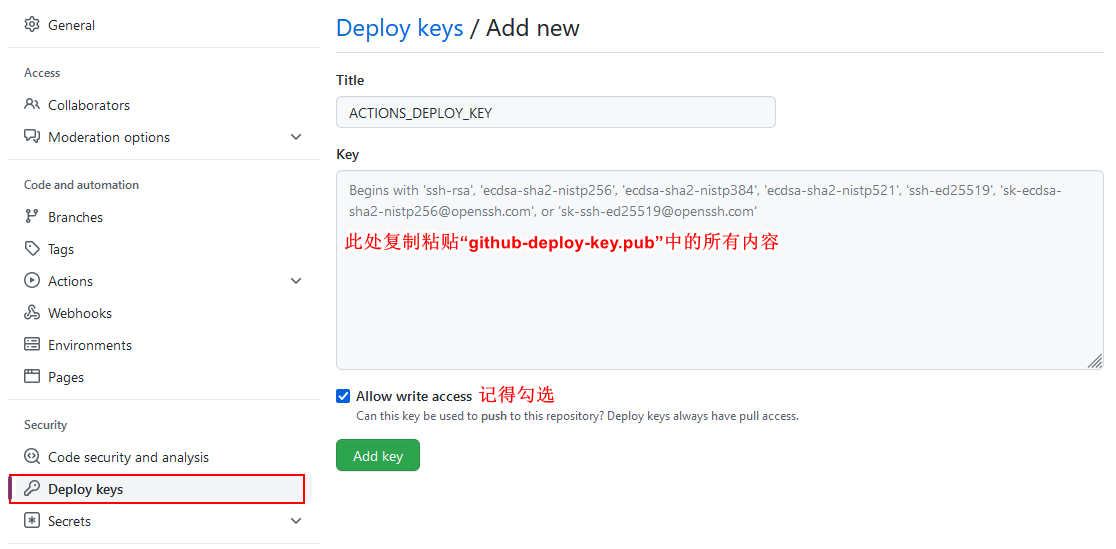 General
Access
Collaborators
Moderation options
Code and automation
Branches
Tags
Actions
Webhooks
Environments
Pages
Security
Code security and analysis
Deploy keys
Secrets
Deploy keys / Add new
Title
ACTIONS_DEPLOY_KEY
Key
Begins with 'ssh-rsa', 'ecdsa-sha2-nistp256', 'ecdsa-sha2-nistp384', 'ecdsa-sha2-nistp521', 'ssh-ed25519', 'sk-ecdsa-
sha2-nistp256@openssh.com', or 'sk-ssh-ed25519@openssh.com'
此处复制粘贴“github-deploy-key.pub”中的所有内容
Allow write access 记得勾选
Can this key be used to push to this repository? Deploy keys always have pull access.
Add key